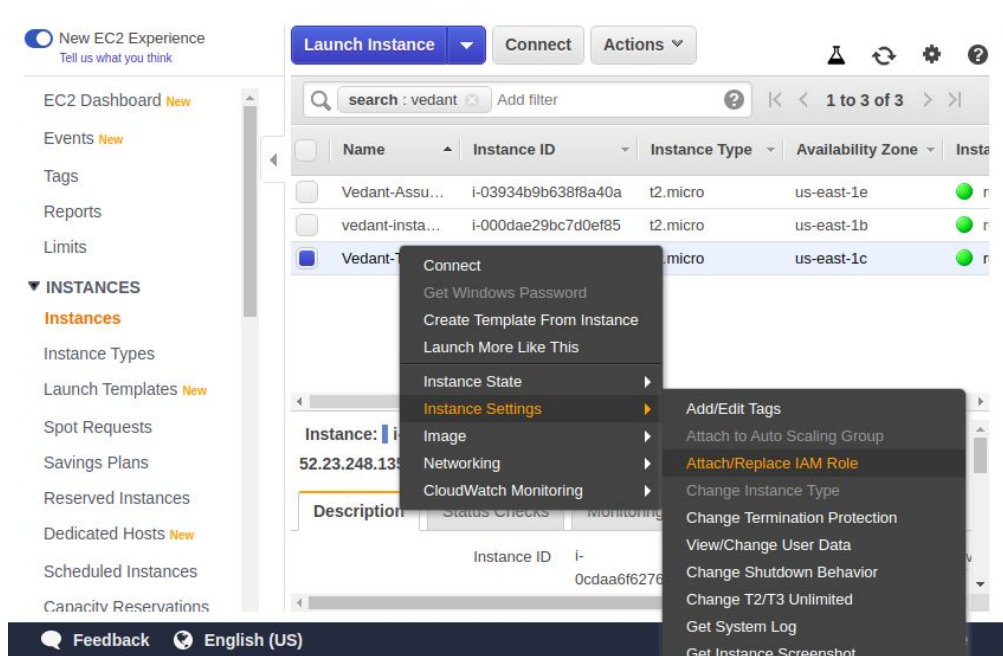 New EC2 Experience
Tell us what you think
EC2 Dashboard New
Events New
Tags
Reports
Limits
INSTANCES
Instances
Instance Types
Launch Templates New
Spot Requests
Savings Plans
Reserved Instances
Dedicated Hosts New
Scheduled Instances
Capacity Reservations
Launch Instance Connect Actions
search : vedant Add filter 1 to 3 of 3
Name Instance ID Instance Type Availability Zone Insta
Vedant-Assu… i-03934b9b638f8a40a t2.micro us-east-1e
vedant-insta… i-000dae29bc7d0ef85 t2.micro us-east-1b
Vedant-T .micro us-east-1c
Connect
Get Windows Password
Create Template From Instance
Launch More Like This
Instance State
Instance Settings
Image
Networking
CloudWatch Monitoring
Add/Edit Tags
Attach to Auto Scaling Group
Attach/Replace IAM Role
Change Instance Type
Change Termination Protection
View/Change User Data
Change Shutdown Behavior
Change T2/T3 Unlimited
Get System Log
Get Instance Screenshot
Instance: i-
52.23.248.135
Description Status Checks Monitoring
Instance ID i-
0cdaa6f6276
Feedback English (US)